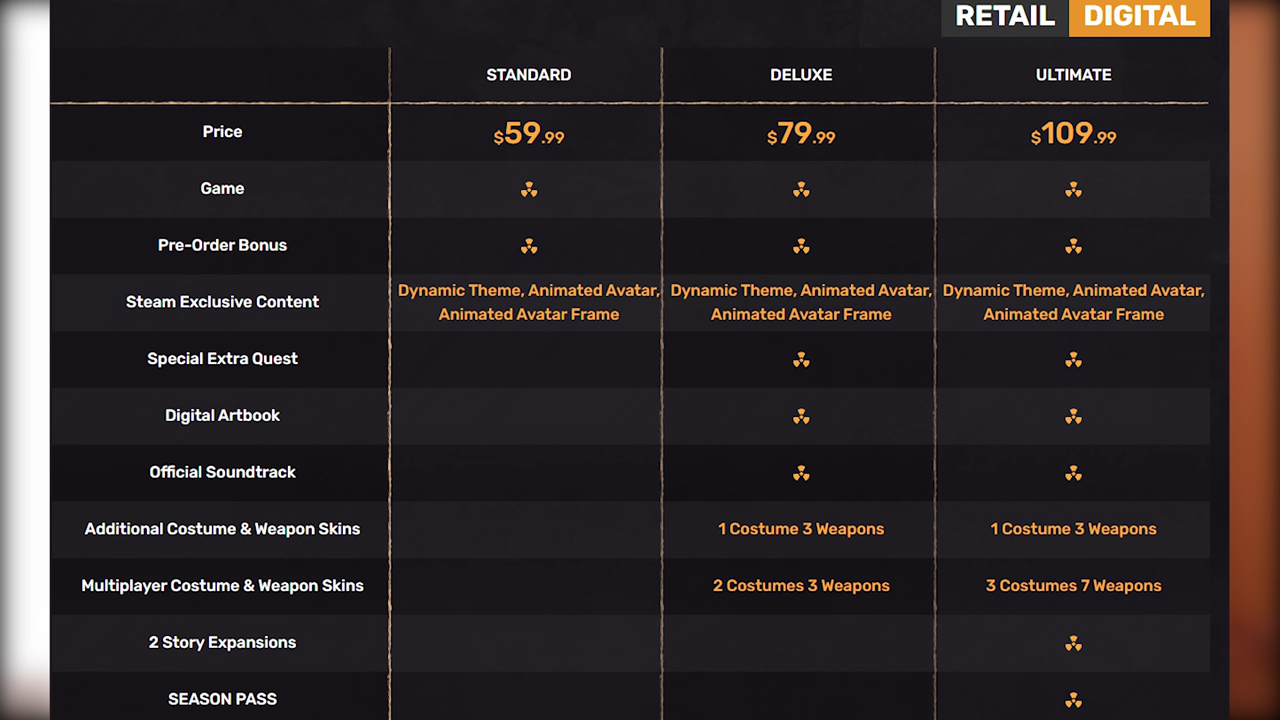 RETAIL DIGITAL
STANDARD DELUXE ULTIMATE
Price $59.99 $79.99 $109.99
Game
Pre-Order Bonus
Steam Exclusive Content
Dynamic Theme, Animated Avatar,
Animated Avatar Frame
Dynamic Theme, Animated Avatar,
Animated Avatar Frame
Dynamic Theme, Animated Avatar,
Animated Avatar Frame
Special Extra Quest
Digital Artbook
Official Soundtrack
Additional Costume & Weapon Skins 1 Costume 3 Weapons 1 Costume 3 Weapons
Multiplayer Costume & Weapon Skins 2 Costumes 3 Weapons 3 Costumes 7 Weapons
2 Story Expansions
SEASON PASS